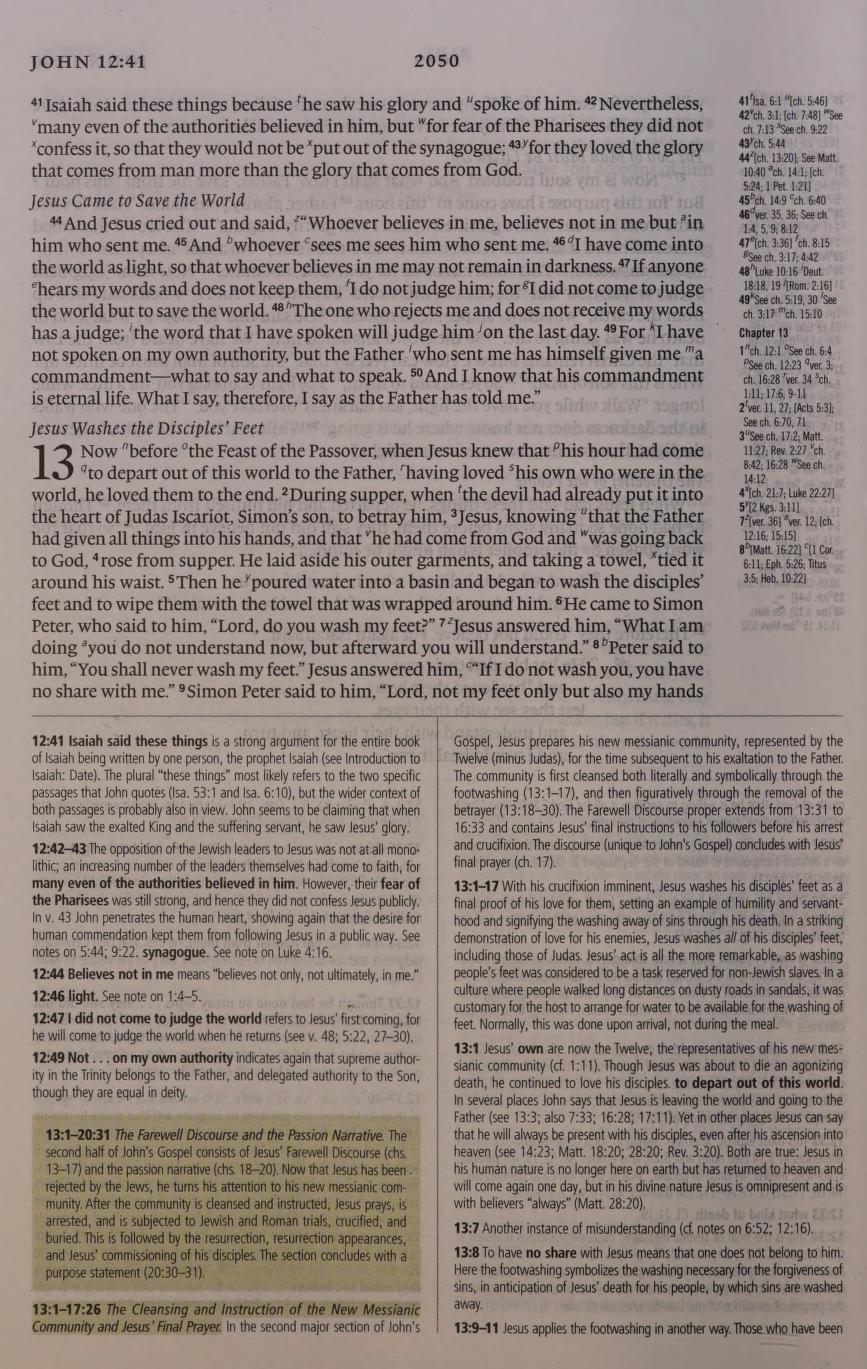 JOHN 12:41
2050
41 Isaiah said these things because the saw his glory and uspoke of him. 42 Nevertheless,
vmany even of the authorities believed in him, but wfor fear of the Pharisees they did not
xconfess it, so that they would not be xput out of the synagogue; 43 yfor they loved the glory
that comes from man more than the glory that comes from God.
Jesus Came to Save the World
44 And Jesus cried out and said, z“Whoever believes in me, believes not in me but ain
him who sent me. 45 And bwhoever csees me sees him who sent me. 46 dI have come into
the world as light, so that whoever believes in me may not remain in darkness. 47 If anyone
ehears my words and does not keep them, fI do not judge him; for gI did not come to judge
the world but to save the world. 48 hThe one who rejects me and does not receive my words
has a judge; ithe word that I have spoken will judge him jon the last day. 49 For kI have
not spoken on my own authority, but the Father lwho sent me has himself given me ma
commandment—what to say and what to speak. 50 And I know that his commandment
is eternal life. What I say, therefore, I say as the Father has told me.”
Jesus Washes the Disciples’ Feet
13 Now nbefore othe Feast of the Passover, when Jesus knew that phis hour had come
qto depart out of this world to the Father, rhaving loved shis own who were in the
world, he loved them to the end. 2 During supper, when tthe devil had already put it into
the heart of Judas Iscariot, Simon’s son, to betray him, 3 Jesus, knowing uthat the Father
had given all things into his hands, and that vhe had come from God and wwas going back
to God, 4 rose from supper. He laid aside his outer garments, and taking a towel, xtied it
around his waist. 5 Then he ypoured water into a basin and began to wash the disciples’
feet and to wipe them with the towel that was wrapped around him. 6 He came to Simon
Peter, who said to him, “Lord, do you wash my feet?” 7 zJesus answered him, “What I am
doing ayou do not understand now, but afterward you will understand.” 8 bPeter said to
him, “You shall never wash my feet.” Jesus answered him, c“If I do not wash you, you have
no share with me.” 9 Simon Peter said to him, “Lord, not my feet only but also my hands
41 tIsa. 6:1 u[ch. 5:46]
42 vch. 3:1; [ch. 7:48] wSee
ch. 7:13 xSee ch. 9:22
43 ych. 5:44
44 z[ch. 13:20]; See Matt.
10:40 ach. 14:1; [ch.
5:24; 1 Pet. 1:21]
45 bch. 14:9 cch. 6:40
46 dver. 35, 36; See ch.
1:4, 5, 9; 8:12
47 e[ch. 3:36] fch. 8:15
gSee ch. 3:17; 4:42
48 hLuke 10:16 iDeut.
18:18, 19 j[Rom. 2:16]
49 kSee ch. 5:19, 30 lSee
ch. 3:17 mch. 15:10
Chapter 13
1 nch. 12:1 oSee ch. 6:4
pSee ch. 12:23 qver. 3;
ch. 16:28 rver. 34 sch.
1:11; 17:6, 9-11
2 tver. 11, 27; [Acts 5:3];
See ch. 6:70, 71
3 uSee ch. 17:2; Matt.
11:27; Rev. 2:27 vch.
8:42; 16:28 wSee ch.
14:12
4 x[ch. 21:7; Luke 22:27]
5 y[2 Kgs. 3:11]
7 z[ver. 36] aver. 12; [ch.
12:16; 15:15]
8 b[Matt. 16:22] c[1 Cor.
6:11; Eph. 5:26; Titus
3:5; Heb. 10:22]
12:41 Isaiah said these things is a strong argument for the entire book
of Isaiah being written by one person, the prophet Isaiah (see Introduction to
Isaiah: Date). The plural “these things” most likely refers to the two specific
passages that John quotes (Isa. 53:1 and Isa. 6:10), but the wider context of
both passages is probably also in view. John seems to be claiming that when
Isaiah saw the exalted King and the suffering servant, he saw Jesus’ glory.
12:42–43 The opposition of the Jewish leaders to Jesus was not at all mono-
lithic; an increasing number of the leaders themselves had come to faith, for
many even of the authorities believed in him. However, their fear of
the Pharisees was still strong, and hence they did not confess Jesus publicly.
In v. 43 John penetrates the human heart, showing again that the desire for
human commendation kept them from following Jesus in a public way. See
notes on 5:44; 9:22. synagogue. See note on Luke 4:16.
12:44 Believes not in me means “believes not only, not ultimately, in me.”
12:46 light. See note on 1:4–5.
12:47 I did not come to judge the world refers to Jesus’ first coming, for
he will come to judge the world when he returns (see v. 48; 5:22, 27–30).
12:49 Not . . . on my own authority indicates again that supreme author-
ity in the Trinity belongs to the Father, and delegated authority to the Son,
though they are equal in deity.
13:1–20:31 The Farewell Discourse and the Passion Narrative. The
second half of John’s Gospel consists of Jesus’ Farewell Discourse (chs.
13–17) and the passion narrative (chs. 18–20). Now that Jesus has been
rejected by the Jews, he turns his attention to his new messianic com-
munity. After the community is cleansed and instructed, Jesus prays, is
arrested, and is subjected to Jewish and Roman trials, crucified, and
buried. This is followed by the resurrection, resurrection appearances,
and Jesus’ commissioning of his disciples. The section concludes with a
purpose statement (20:30–31).
13:1–17:26 The Cleansing and Instruction of the New Messianic
Community and Jesus’ Final Prayer. In the second major section of John’s
Gospel, Jesus prepares his new messianic community, represented by the
Twelve (minus Judas), for the time subsequent to his exaltation to the Father.
The community is first cleansed both literally and symbolically through the
footwashing (13:1–17), and then figuratively through the removal of the
betrayer (13:18–30). The Farewell Discourse proper extends from 13:31 to
16:33 and contains Jesus’ final instructions to his followers before his arrest
and crucifixion. The discourse (unique to John’s Gospel) concludes with Jesus’
final prayer (ch. 17).
13:1–17 With his crucifixion imminent, Jesus washes his disciples’ feet as a
final proof of his love for them, setting an example of humility and servant-
hood and signifying the washing away of sins through his death. In a striking
demonstration of love for his enemies, Jesus washes all of his disciples’ feet,
including those of Judas. Jesus’ act is all the more remarkable, as washing
people’s feet was considered to be a task reserved for non-Jewish slaves. In a
culture where people walked long distances on dusty roads in sandals, it was
customary for the host to arrange for water to be available for the washing of
feet. Normally, this was done upon arrival, not during the meal.
13:1 Jesus’ own are now the Twelve, the representatives of his new mes-
sianic community (cf. 1:11). Though Jesus was about to die an agonizing
death, he continued to love his disciples. to depart out of this world.
In several places John says that Jesus is leaving the world and going to the
Father (see 13:3; also 7:33; 16:28; 17:11). Yet in other places Jesus can say
that he will always be present with his disciples, even after his ascension into
heaven (see 14:23; Matt. 18:20; 28:20; Rev. 3:20). Both are true: Jesus in
his human nature is no longer here on earth but has returned to heaven and
will come again one day, but in his divine nature Jesus is omnipresent and is
with believers “always” (Matt. 28:20).
13:7 Another instance of misunderstanding (cf. notes on 6:52; 12:16).
13:8 To have no share with Jesus means that one does not belong to him.
Here the footwashing symbolizes the washing necessary for the forgiveness of
sins, in anticipation of Jesus’ death for his people, by which sins are washed
away.
13:9–11 Jesus applies the footwashing in another way. Those who have been